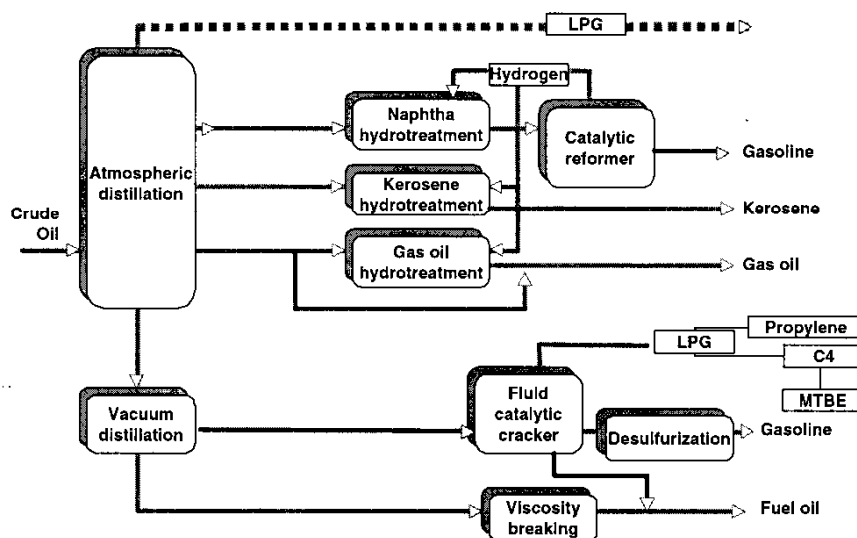 LPG
Hydrogen
Naphtha
hydrotreatment
Catalytic
reformer
Gasoline
Atmospheric
distillation
Kerosene
hydrotreatment
Kerosene
Crude
Oil
Gas oil
hydrotreatment
Gas oil
Propylene
LPG
C4
MTBE
Vacuum
distillation
Fluid
catalytic
cracker
Desulfurization
Gasoline
Viscosity
breaking
Fuel oil